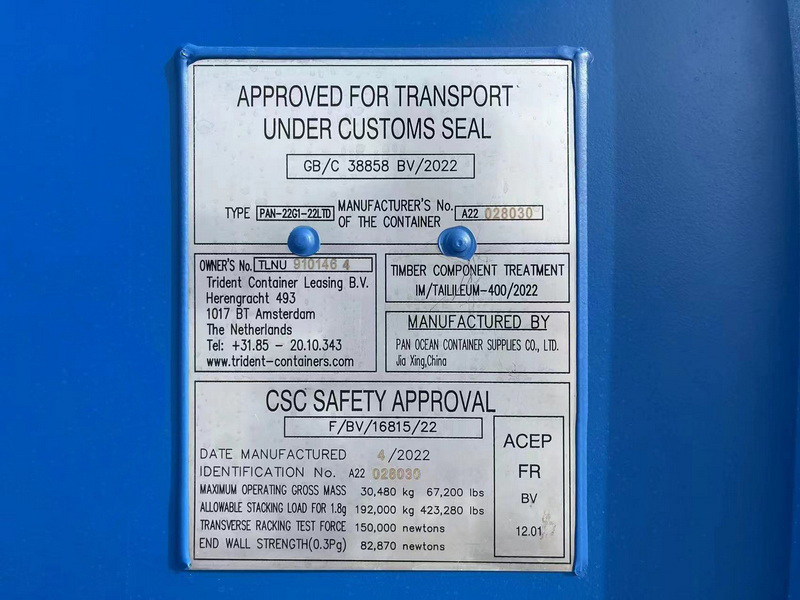 APPROVED FOR TRANSPORT
UNDER CUSTOMS SEAL
GB/C 38858 BV/2022
TYPE PAN-22G1-22LTD MANUFACTURER'S No. OF THE CONTAINER A22 028030
OWNER'S No. TLNU 910146 4
Trident Container Leasing B.V.
Herengracht 493
1017 BT Amsterdam
The Netherlands
Tel: +31.85 - 20.10.343
www.trident-containers.com
TIMBER COMPONENT TREATMENT
IM/TAILILEUM-400/2022
MANUFACTURED BY
PAN OCEAN CONTAINER SUPPLIES CO., LTD.
Jia Xing,China
CSC SAFETY APPROVAL
F/BV/16815/22
DATE MANUFACTURED 4/2022
IDENTIFICATION No. A22 028030
MAXIMUM OPERATING GROSS MASS 30,480 kg 67,200 lbs
ALLOWABLE STACKING LOAD FOR 1.8g 192,000 kg 423,280 lbs
TRANSVERSE RACKING TEST FORCE 150,000 newtons
END WALL STRENGTH(0.3Pg) 82,870 newtons
ACEP
FR
BV
12.01